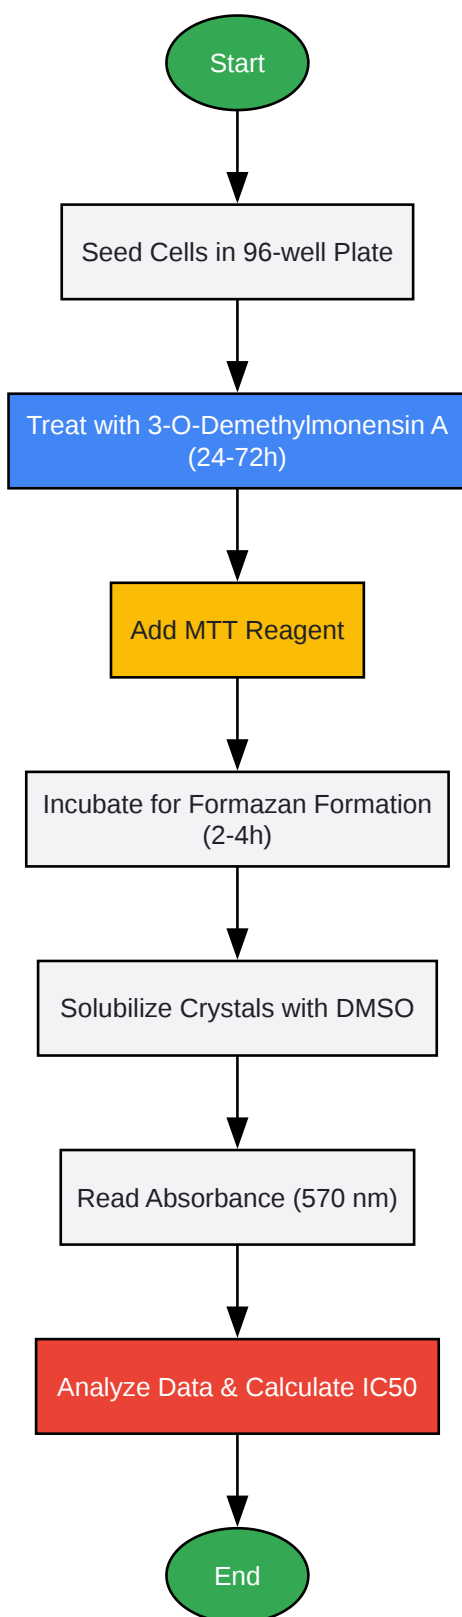 Start
Seed Cells in 96-well Plate
Treat with 3-O-Demethylmonensin A
(24-72h)
Add MTT Reagent
Incubate for Formazan Formation
(2-4h)
Solubilize Crystals with DMSO
Read Absorbance (570 nm)
Analyze Data & Calculate IC50
End